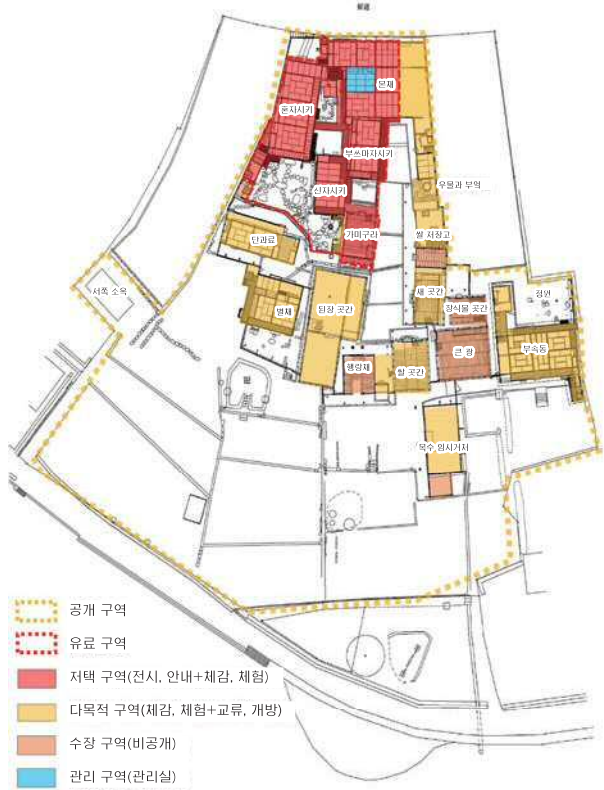 본채
혼자시키
부쓰마자시키
신자시키
우물과 부엌
가미구라
쌀 저장고
단과료
서쪽 소옥
새 곳간
정원
별채
된장 곳간
장식물 곳간
부속동
큰 광
행랑채
쌀 곳간
목수 임시거처
공개 구역
유료 구역
저택 구역(전시, 안내+체감, 체험)
다목적 구역(체감, 체험+교류, 개방)
수장 구역(비공개)
관리 구역(관리실)